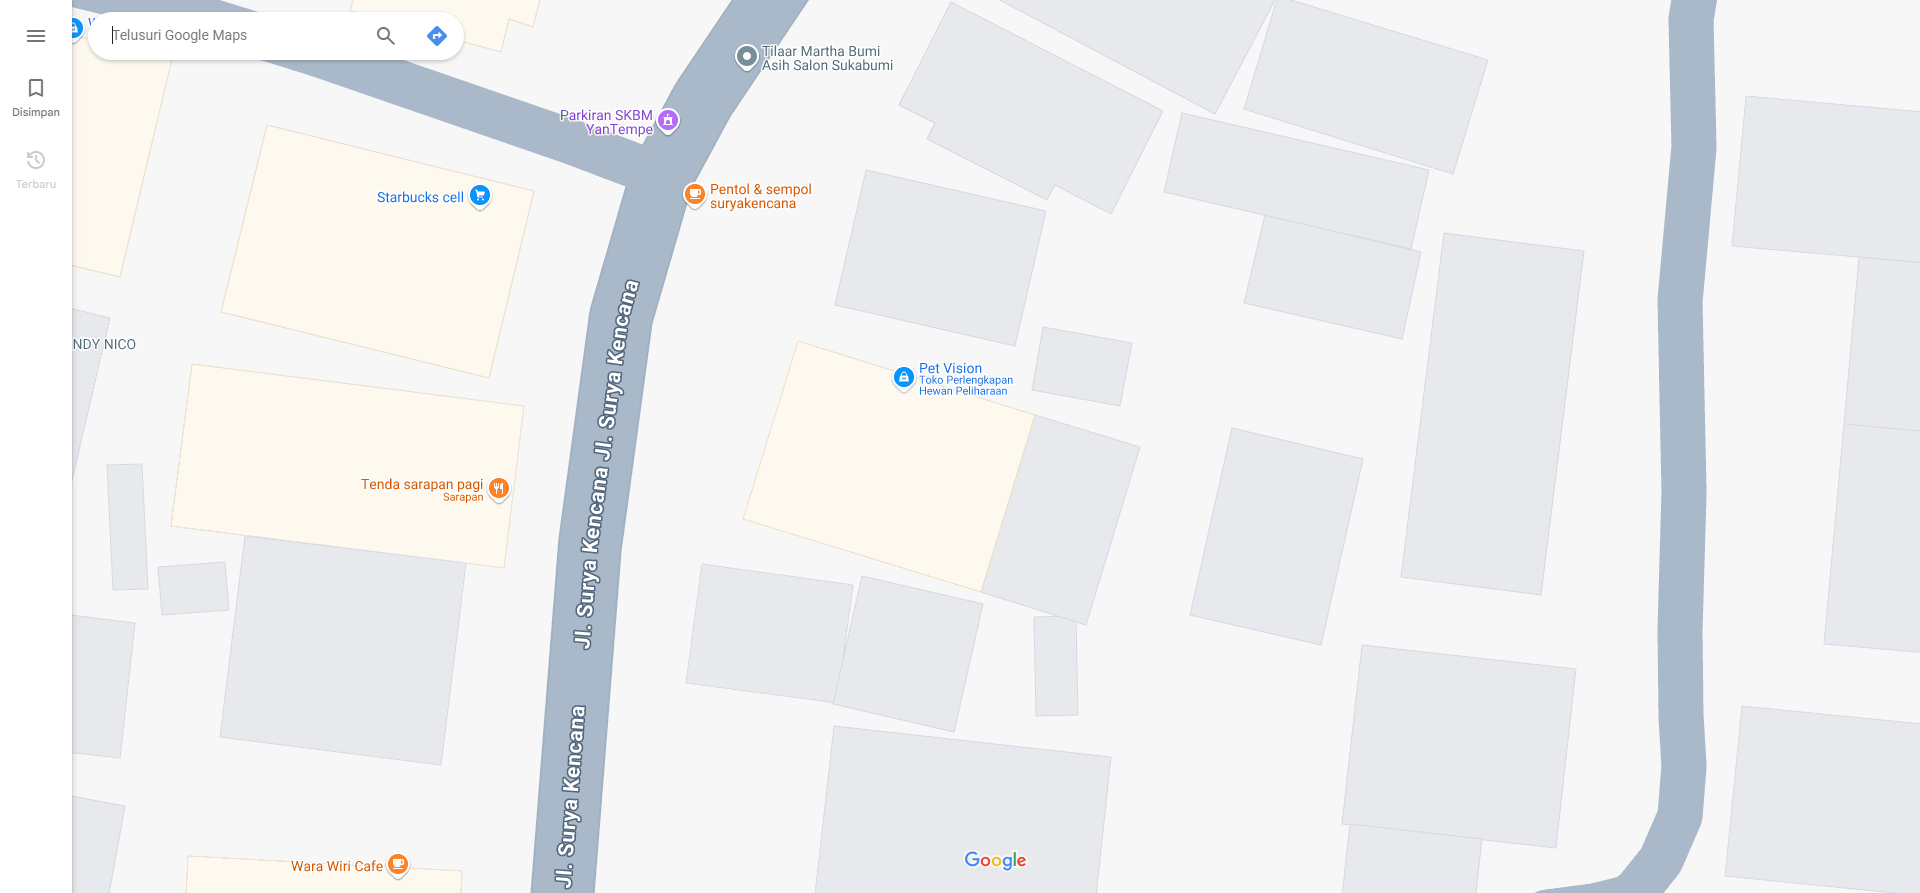 Telusuri Google Maps
Disimpan
Terbaru
Tilaar Martha Bumi
Asih Salon Sukabumi
Parkiran SKBM
YanTempe
Starbucks cell
Pentol & sempol
suryakencana
Jl. Surya Kencana
NDY NICO
Pet Vision
Toko Perlengkapan
Hewan Peliharaan
Jl. Surya Kencana
Tenda sarapan pagi
Sarapan
Jl. Surya Kencana
Wara Wiri Cafe
Google